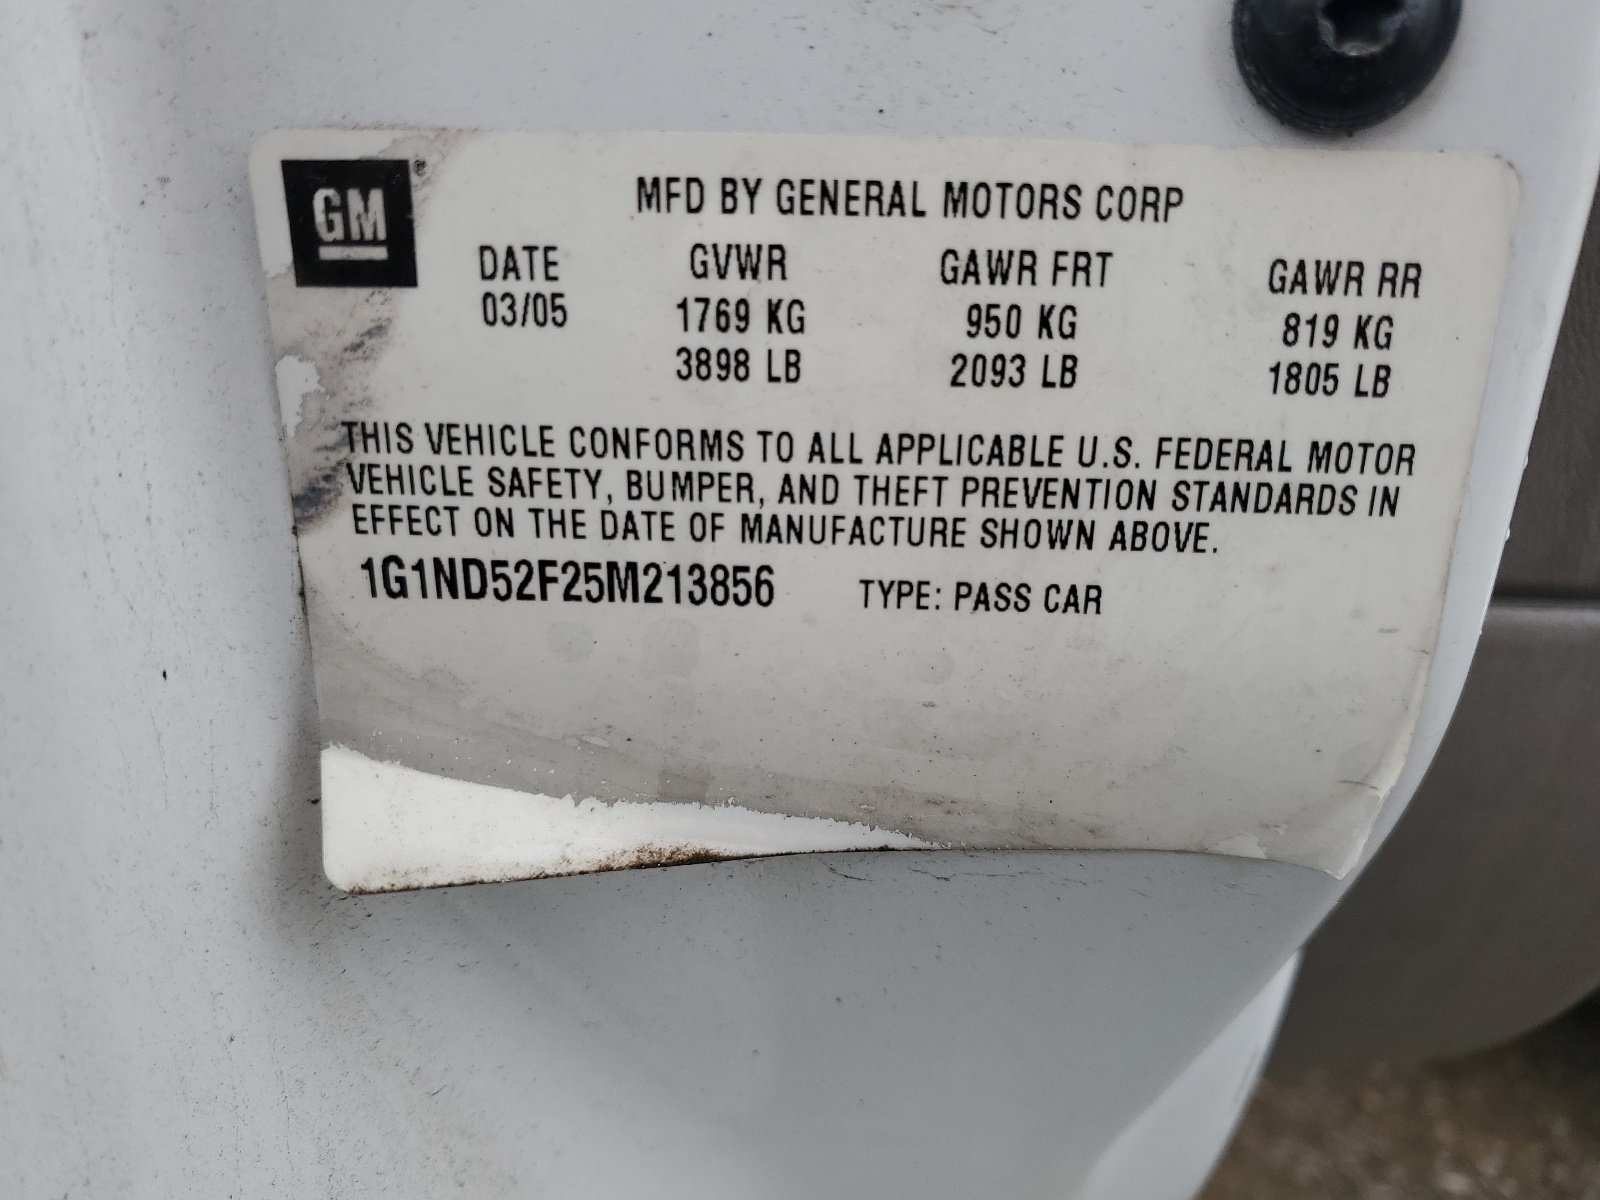 GM®
MFD BY GENERAL MOTORS CORP
DATE GVWR GAWR FRT GAWR RR
03/05 1769 KG 950 KG 819 KG
3898 LB 2093 LB 1805 LB
THIS VEHICLE CONFORMS TO ALL APPLICABLE U.S. FEDERAL MOTOR
VEHICLE SAFETY, BUMPER, AND THEFT PREVENTION STANDARDS IN
EFFECT ON THE DATE OF MANUFACTURE SHOWN ABOVE.
1G1ND52F25M213856 TYPE: PASS CAR